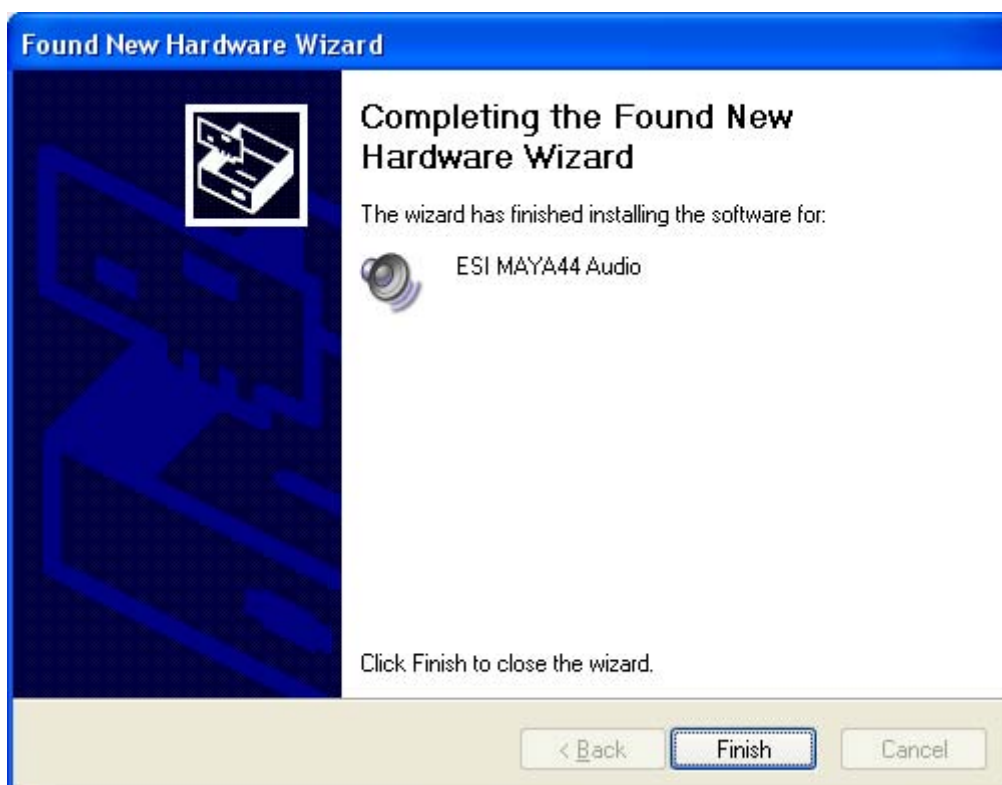 Found New Hardware Wizard
Completing the Found New
Hardware Wizard
The wizard has finished installing the software for:
ESI MAYA44 Audio
Click Finish to close the wizard.
< Back Finish Cancel